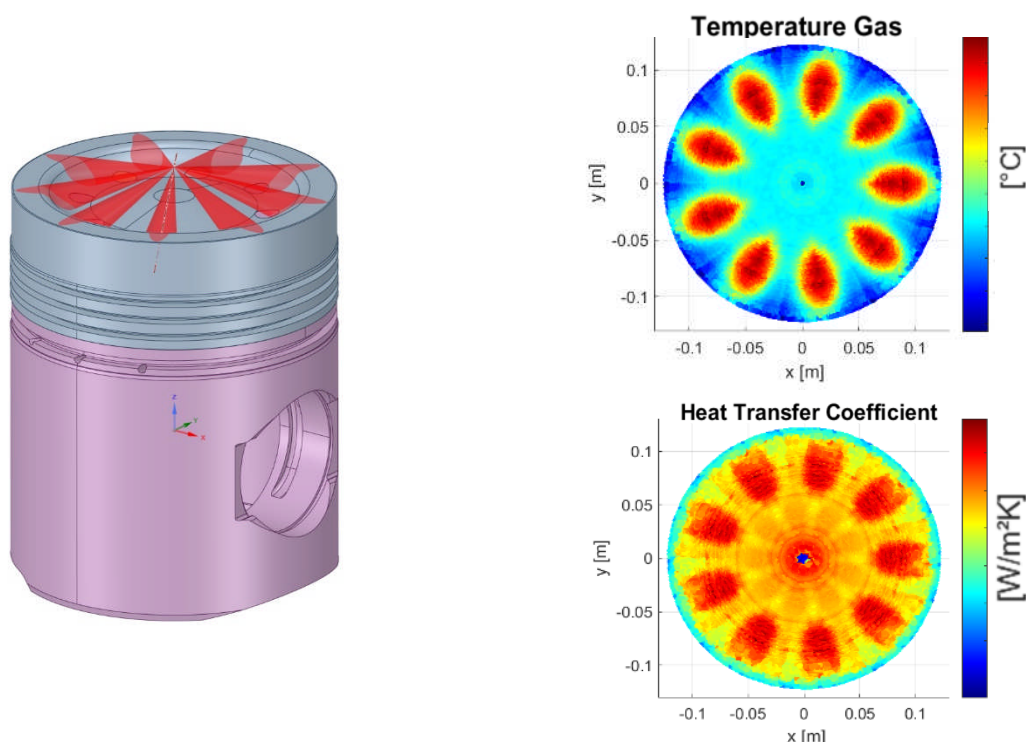 Temperature Gas
0.1
0.05
0
-0.05
-0.1
y [m]
-0.1
-0.05
0
0.05
0.1
x [m]
[°C]
Heat Transfer Coefficient
0.1
0.05
0
-0.05
-0.1
y [m]
-0.1
-0.05
0
0.05
0.1
x [m]
[W/m²K]
Z
Y
X